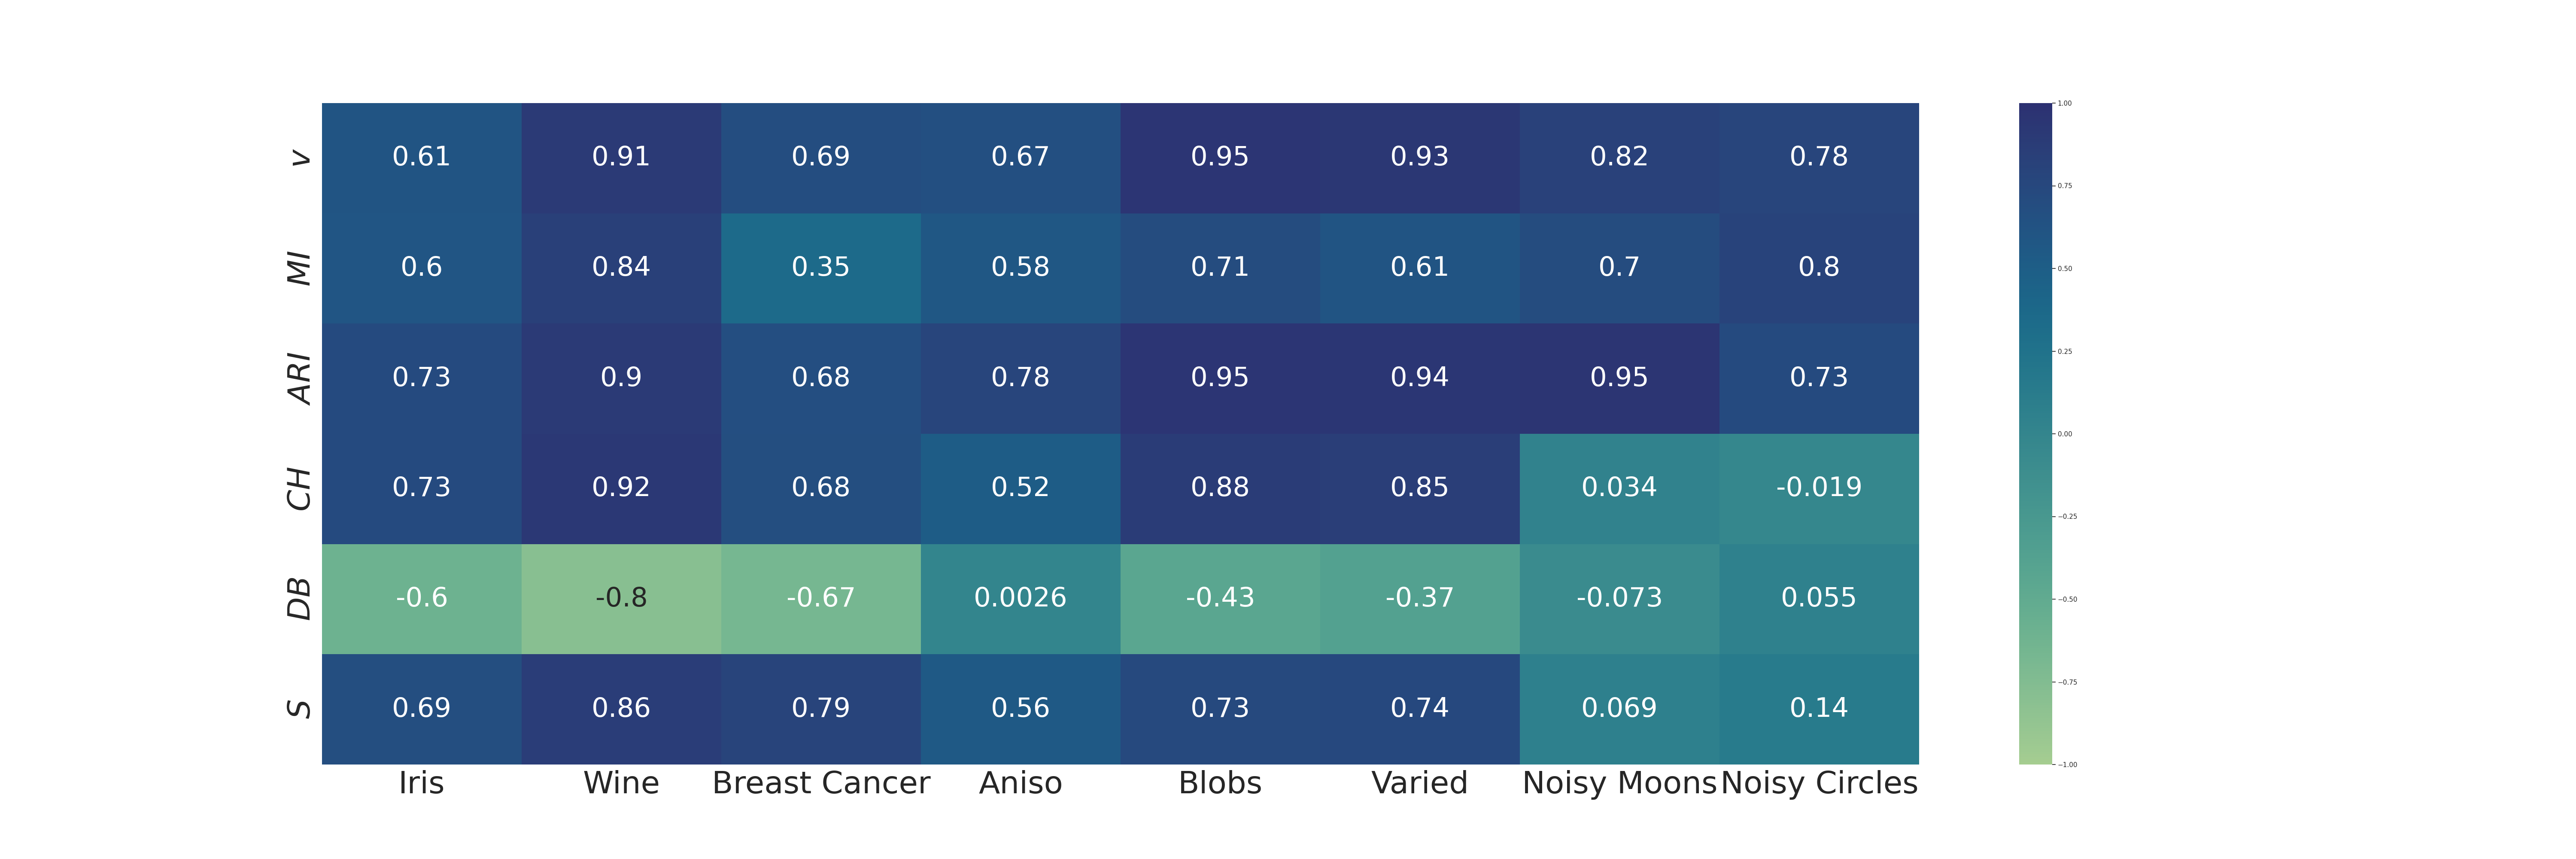 v 0.61 0.91 0.69 0.67 0.95 0.93 0.82 0.78
MI 0.6 0.84 0.35 0.58 0.71 0.61 0.7 0.8
ARI 0.73 0.9 0.68 0.78 0.95 0.94 0.95 0.73
CH 0.73 0.92 0.68 0.52 0.88 0.85 0.034 -0.019
DB -0.6 -0.8 -0.67 0.0026 -0.43 -0.37 -0.073 0.055
S 0.69 0.86 0.79 0.56 0.73 0.74 0.069 0.14
Iris Wine Breast Cancer Aniso Blobs Varied Noisy Moons Noisy Circles
1.00
0.75
0.50
0.25
0.00
−0.25
−0.50
−0.75
−1.00